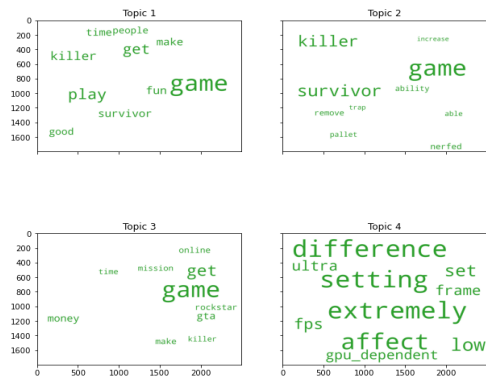 Topic 1
0
200
400
600
800
1000
1200
1400
1600
time people
make
get
killer
game
fun
play
survivor
good
Topic 2
killer
increase
game
ability
survivor
trap
remove
able
pallet
nerfed
Topic 3
0
200
400
600
800
1000
1200
1400
1600
online
mission
time
get
game
rockstar
gta
money
make
killer
0 500 1000 1500 2000
Topic 4
difference
ultra
set
setting
frame
extremely
fps
affect
low
gpu_dependent
0 500 1000 1500 2000